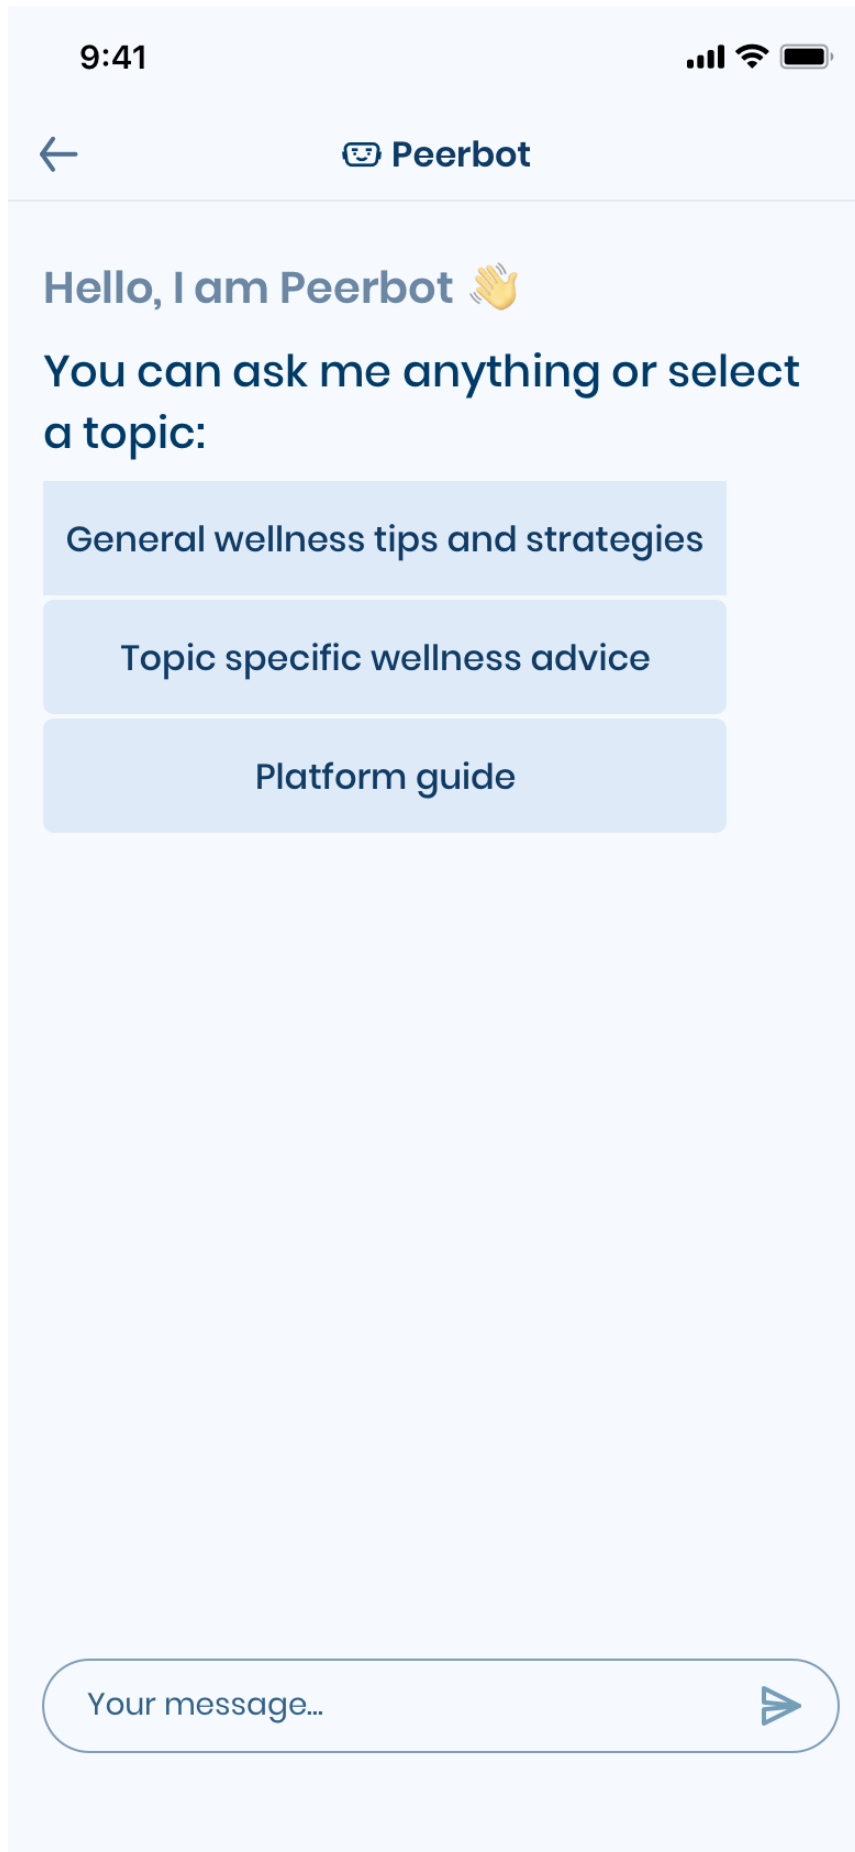 9:41
Peerbot
Hello, I am Peerbot 👋
You can ask me anything or select
a topic:
General wellness tips and strategies
Topic specific wellness advice
Platform guide
Your message...